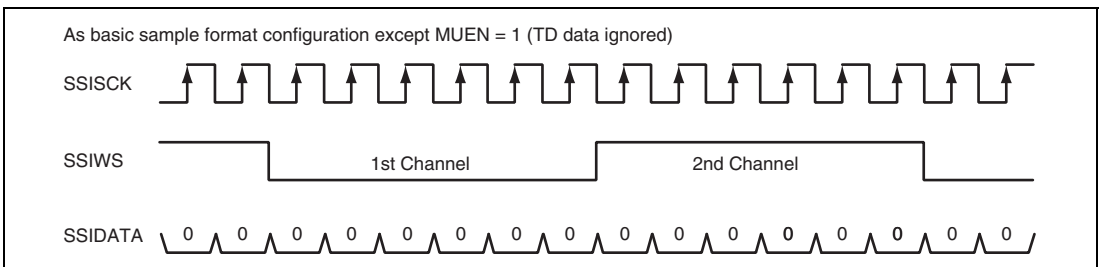 As basic sample format configuration except MUEN = 1 (TD data ignored)
SSISCK
SSIWS 1st Channel 2nd Channel
SSIDATA 0 0 0 0 0 0 0 0 0 0 0 0 0 0 0 0